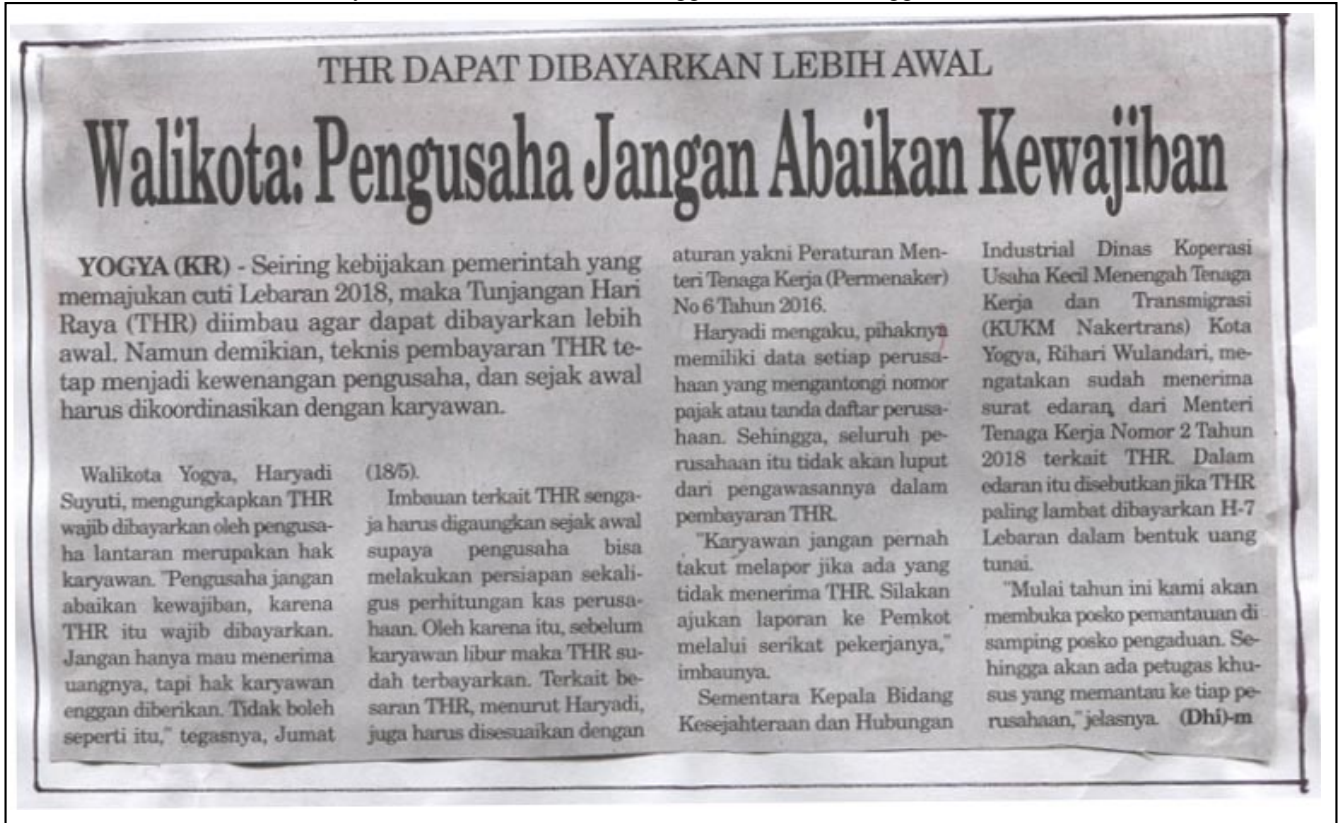 THR DAPAT DIBAYARKAN LEBIH AWAL
Walikota: Pengusaha Jangan Abaikan Kewajiban
YOGYA (KR) - Seiring kebijakan pemerintah yang
memajukan cuti Lebaran 2018, maka Tunjangan Hari
Raya (THR) diimbau agar dapat dibayarkan lebih
awal. Namun demikian, teknis pembayaran THR te-
tap menjadi kewenangan pengusaha, dan sejak awal
harus dikoordinasikan dengan karyawan.
Walikota Yogya, Haryadi
Suyuti, mengungkapkan THR
wajib dibayarkan oleh pengusa-
ha lantaran merupakan hak
karyawan. "Pengusaha jangan
abaikan kewajiban, karena
THR itu wajib dibayarkan.
Jangan hanya mau menerima
uangnya, tapi hak karyawan
enggan diberikan. Tidak boleh
seperti itu," tegasnya, Jumat
(18/5).
Imbauan terkait THR senga-
ja harus digaungkan sejak awal
supaya pengusaha bisa
melakukan persiapan sekali-
gus perhitungan kas perusa-
haan. Oleh karena itu, sebelum
karyawan libur maka THR su-
dah terbayarkan. Terkait be-
saran THR, menurut Haryadi,
juga harus disesuaikan dengan
aturan yakni Peraturan Men-
teri Tenaga Kerja (Permenaker)
No 6 Tahun 2016.
Haryadi mengaku, pihaknya
memiliki data setiap perusa-
haan yang mengantongi nomor
pajak atau tanda daftar perusa-
haan. Sehingga, seluruh pe-
rusahaan itu tidak akan luput
dari pengawasannya dalam
pembayaran THR.
"Karyawan jangan pernah
takut melapor jika ada yang
tidak menerima THR. Silakan
ajukan laporan ke Pemkot
melalui serikat pekerjanya,"
imbaunya.
Sementara Kepala Bidang
Kesejahteraan dan Hubungan
Industrial Dinas Koperasi
Usaha Kecil Menengah Tenaga
Kerja dan Transmigrasi
(KUKM Nakertrans) Kota
Yogya, Rihari Wulandari, me-
ngatakan sudah menerima
surat edaran dari Menteri
Tenaga Kerja Nomor 2 Tahun
2018 terkait THR. Dalam
edaran itu disebutkan jika THR
paling lambat dibayarkan H-7
Lebaran dalam bentuk uang
tunai.
"Mulai tahun ini kami akan
membuka posko pemantauan di
samping posko pengaduan. Se-
hingga akan ada petugas khu-
sus yang memantau ke tiap pe-
rusahaan," jelasnya. (Dhi)-m